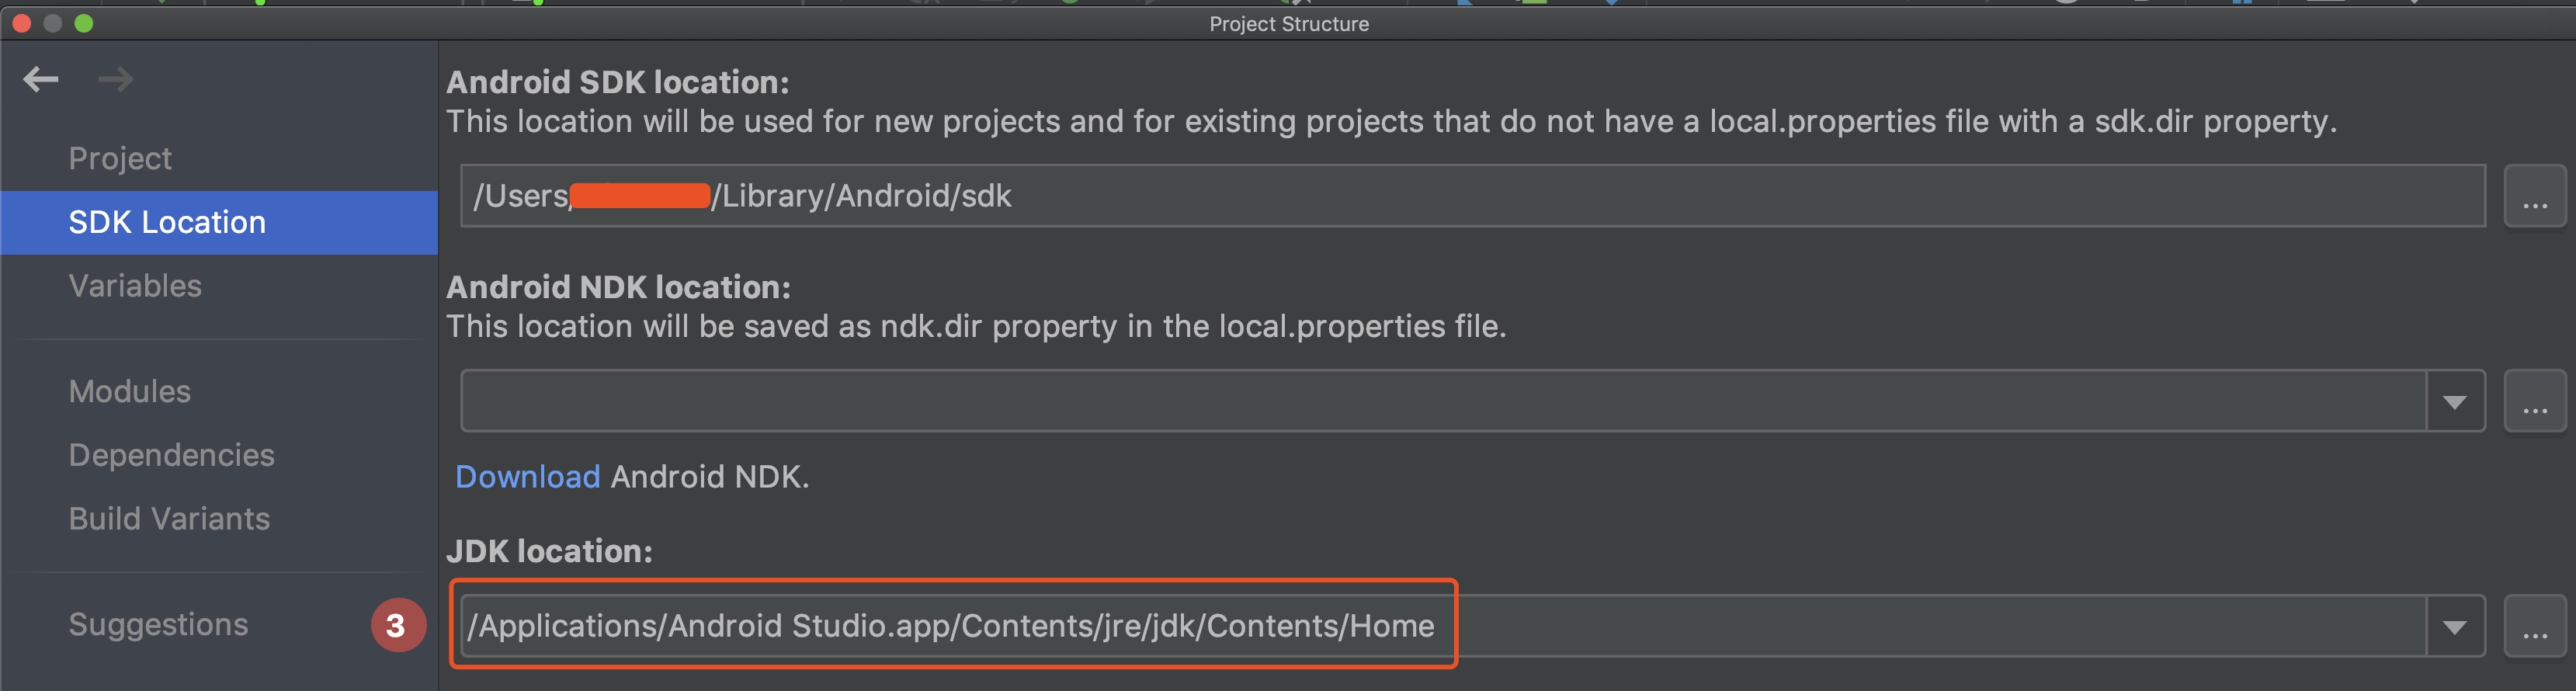 Project Structure
Project
SDK Location
Variables
Modules
Dependencies
Build Variants
Suggestions 3
Android SDK location:
This location will be used for new projects and for existing projects that do not have a local.properties file with a sdk.dir property.
/Users/ /Library/Android/sdk
...
Android NDK location:
This location will be saved as ndk.dir property in the local.properties file.
...
Download Android NDK.
JDK location:
/Applications/Android Studio.app/Contents/jre/jdk/Contents/Home
...